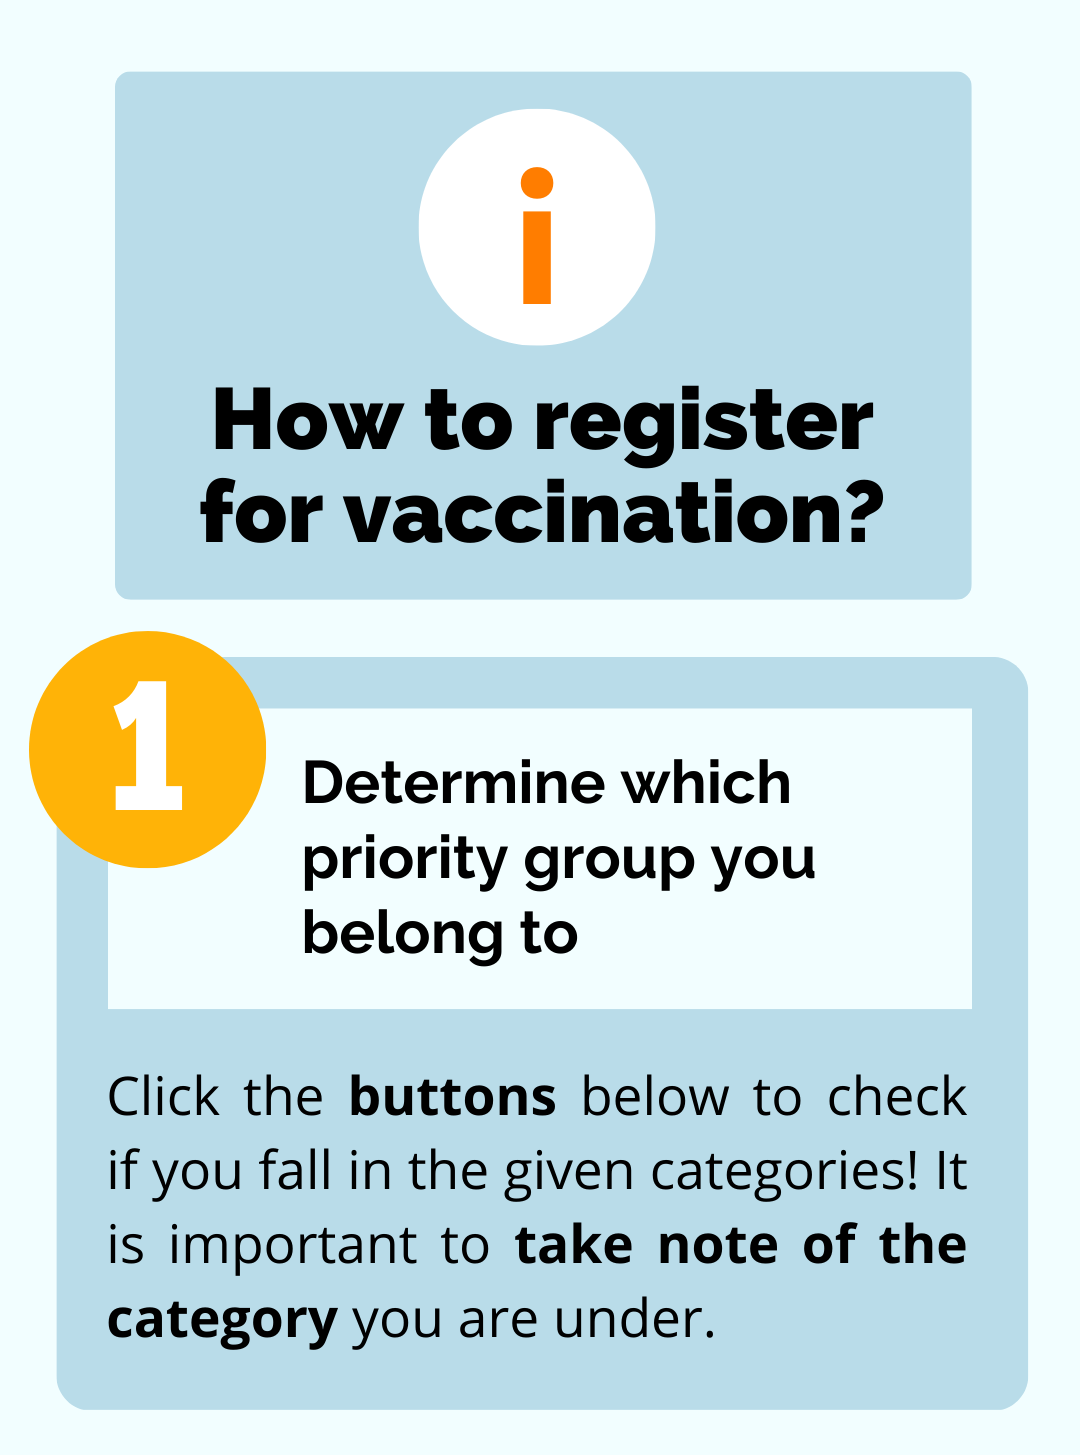 i
How to register
for vaccination?
1
Determine which
priority group you
belong to
Click the buttons below to check
if you fall in the given categories! It
is important to take note of the
category you are under.